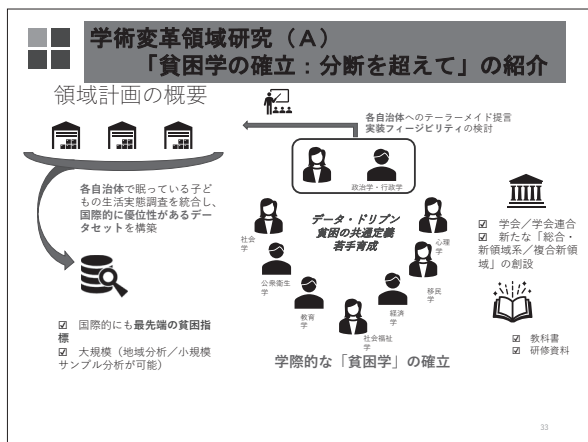 学術変革領域研究（A）
「貧困学の確立：分断を超えて」の紹介
領域計画の概要
各自治体へのテーラーメイド提言
実装フィージビリティの検討
政治学・行政学
各自治体で眠っている子ど
もの生活実態調査を統合し、
国際的に優位性があるデー
タセットを構築
データ・ドリブン
貧困の共通定義
若手育成
社会
学
公衆衛生
学
教育
学
社会福祉
学
経済
学
移民
学
心理
学
☑ 学会／学会連合
☑ 新たな「総合・
新領域系／複合新領
域」の創設
☑ 国際的にも最先端の貧困指
標
☑ 大規模（地域分析／小規模
サンプル分析が可能）
学際的な「貧困学」の確立
☑ 教科書
☑ 研修資料
33